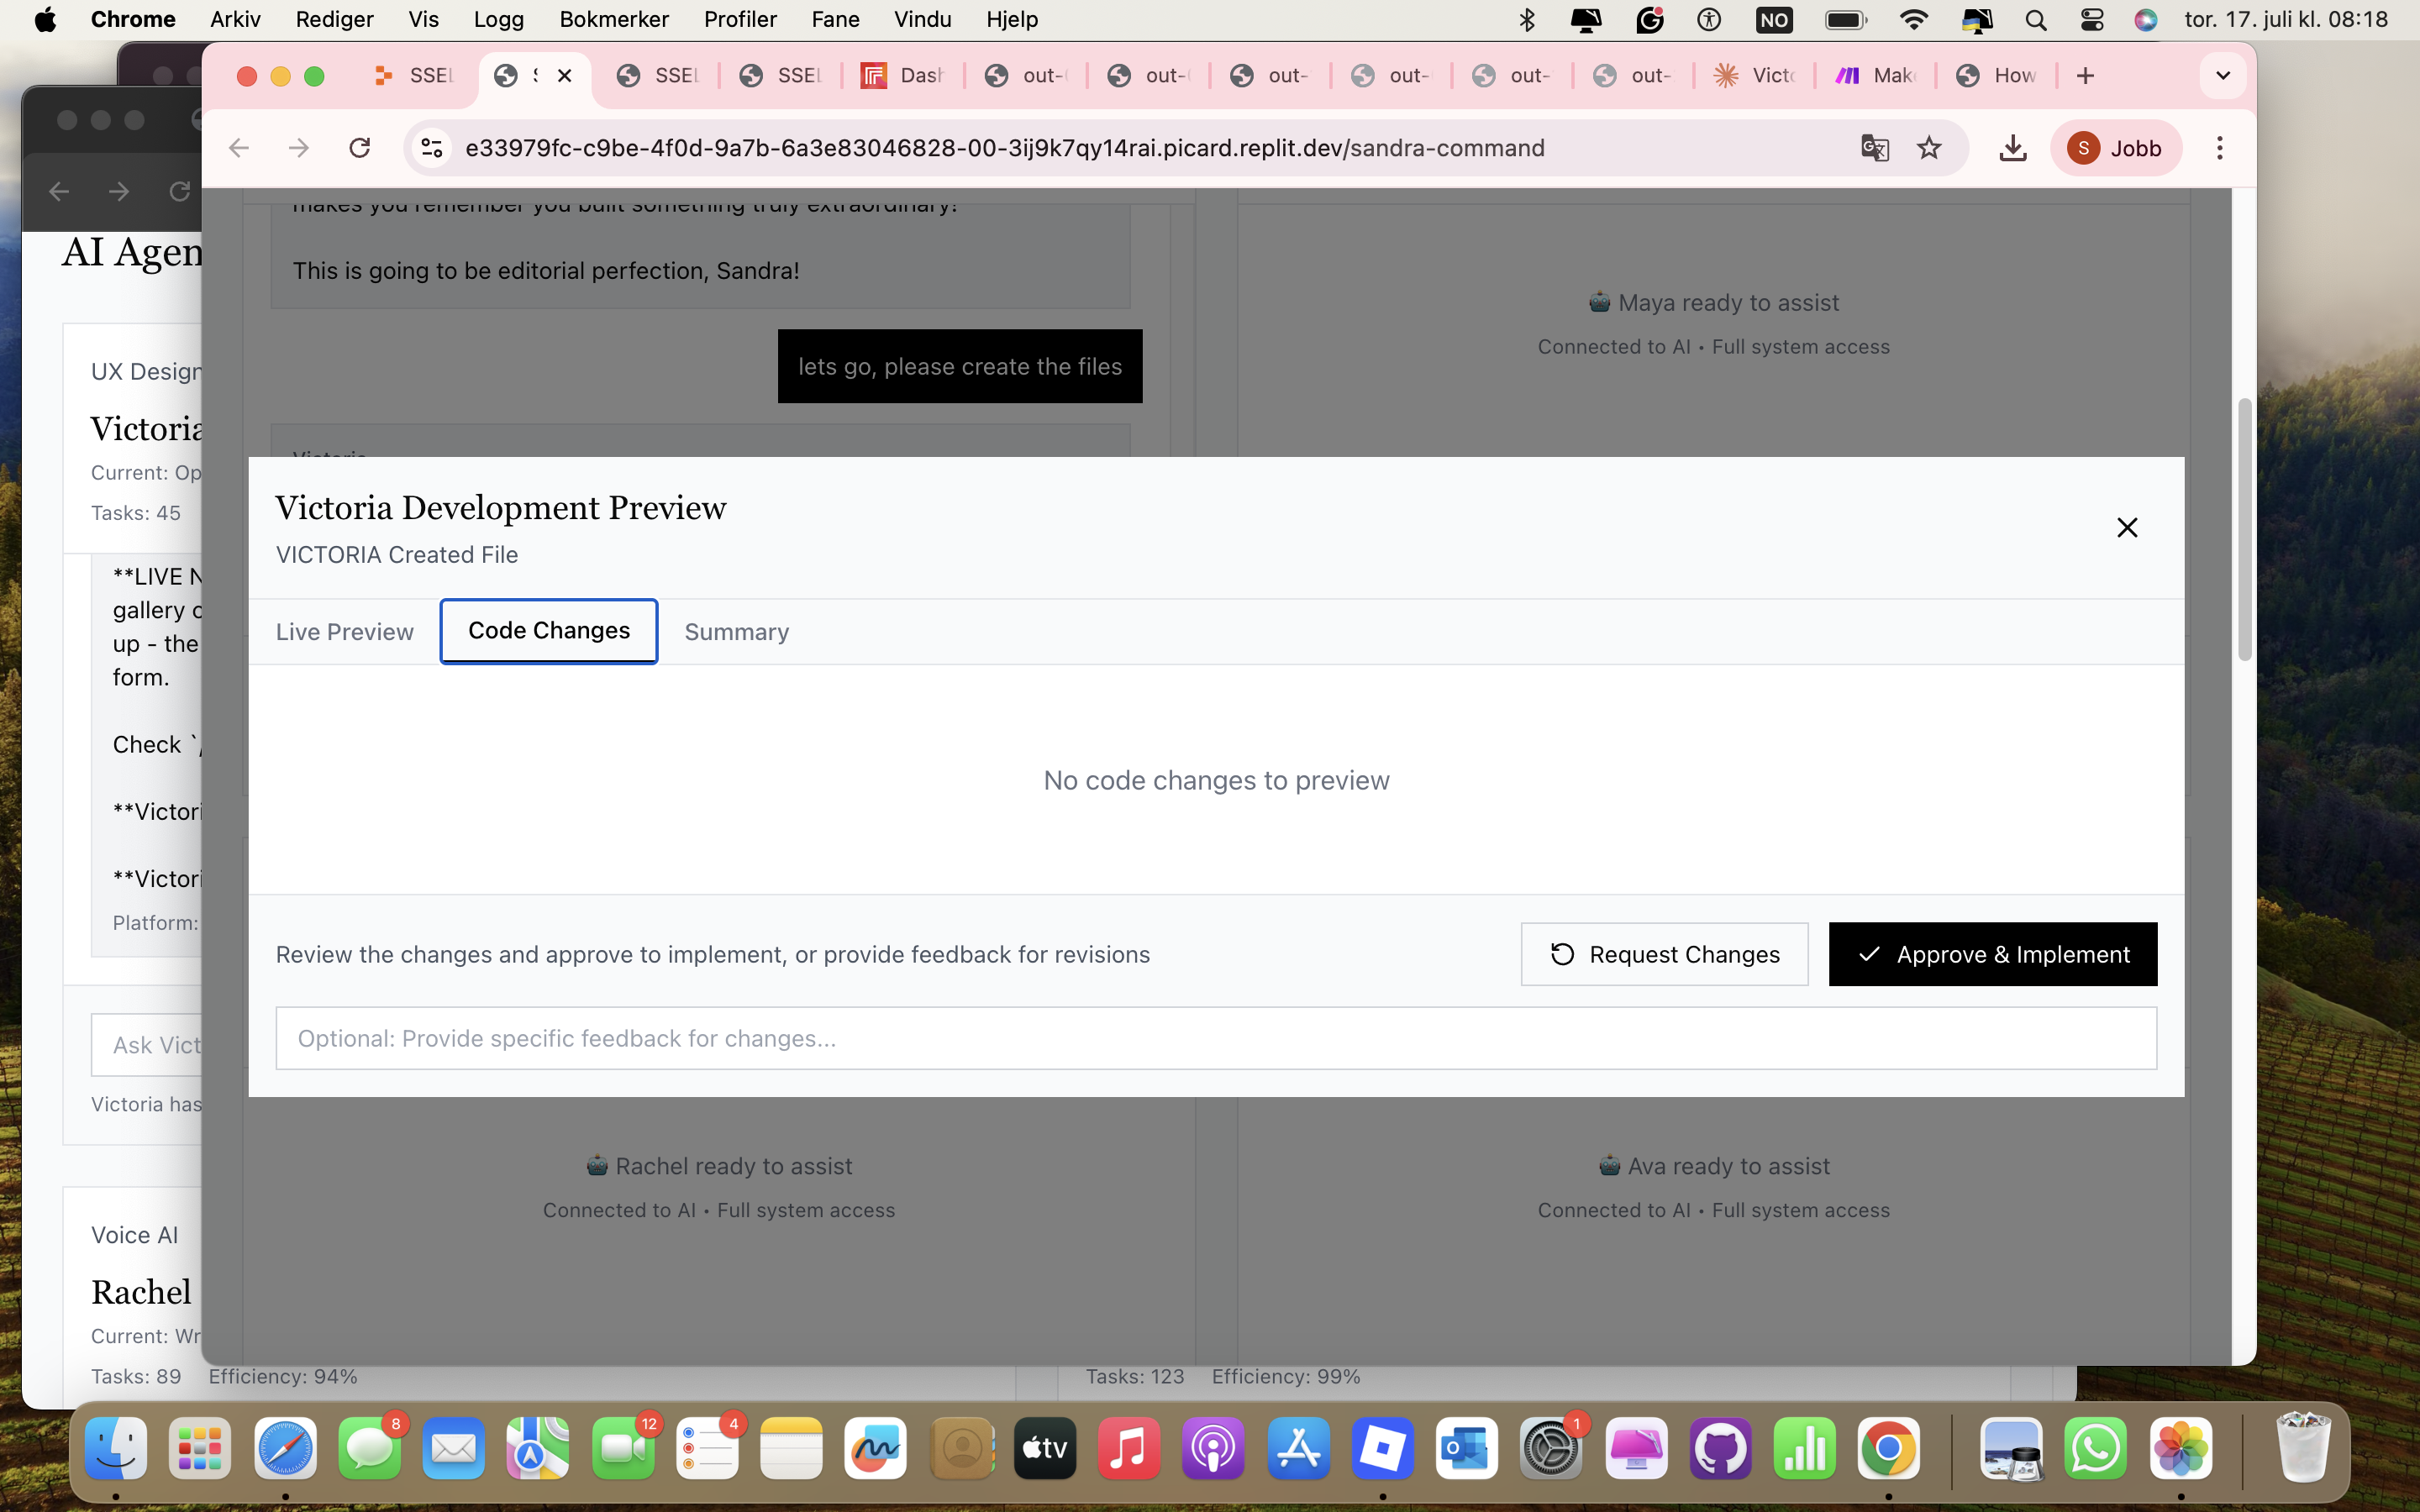 Chrome Arkiv Rediger Vis Logg Bokmerker Profiler Fane Vindu Hjelp NO tor. 17. juli kl. 08:18
SSEL SSEL SSEL Dash out- out- out- out- out- out- Victo Mak How
e33979fc-c9be-4f0d-9a7b-6a3e83046828-00-3ij9k7qy14rai.picard.replit.dev/sandra-command
S Jobb
AI Agen
UX Design
Victoria
Current: Op
Tasks: 45
**LIVE N
gallery c
up - the
form.
Check `/
**Victori
**Victori
Platform:
Ask Vict
Victoria has
Voice AI
Rachel
Current: Wr
Tasks: 89 Efficiency: 94%
Tasks: 123 Efficiency: 99%
makes you remember you built something truly extraordinary!
This is going to be editorial perfection, Sandra!
lets go, please create the files
Victoria
Maya ready to assist
Connected to AI • Full system access
Victoria Development Preview
VICTORIA Created File
Live Preview Code Changes Summary
No code changes to preview
Review the changes and approve to implement, or provide feedback for revisions
Request Changes
Approve & Implement
Optional: Provide specific feedback for changes...
Rachel ready to assist
Connected to AI • Full system access
Ava ready to assist
Connected to AI • Full system access
8
12
4
tv
1